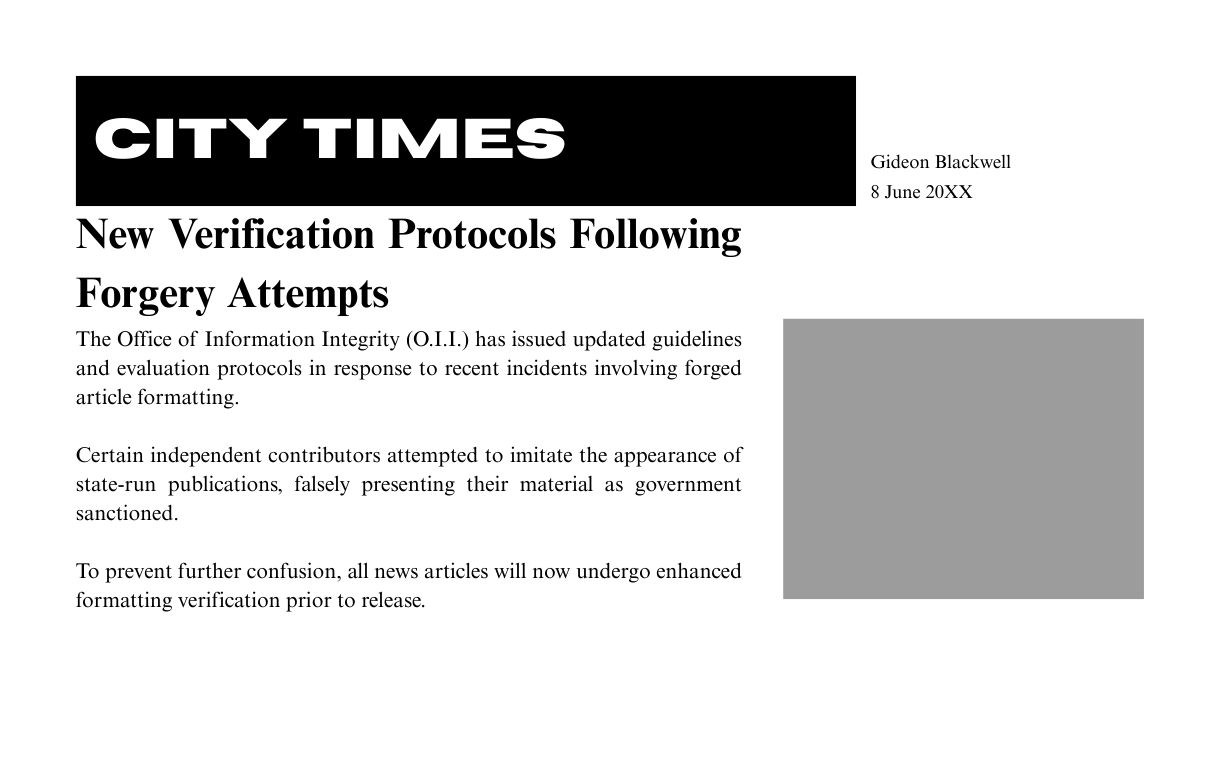 CITY TIMES
Gideon Blackwell
8 June 20XX
New Verification Protocols Following
Forgery Attempts
The Office of Information Integrity (O.I.I.) has issued updated guidelines
and evaluation protocols in response to recent incidents involving forged
article formatting.
Certain independent contributors attempted to imitate the appearance of
state-run publications, falsely presenting their material as government
sanctioned.
To prevent further confusion, all news articles will now undergo enhanced
formatting verification prior to release.